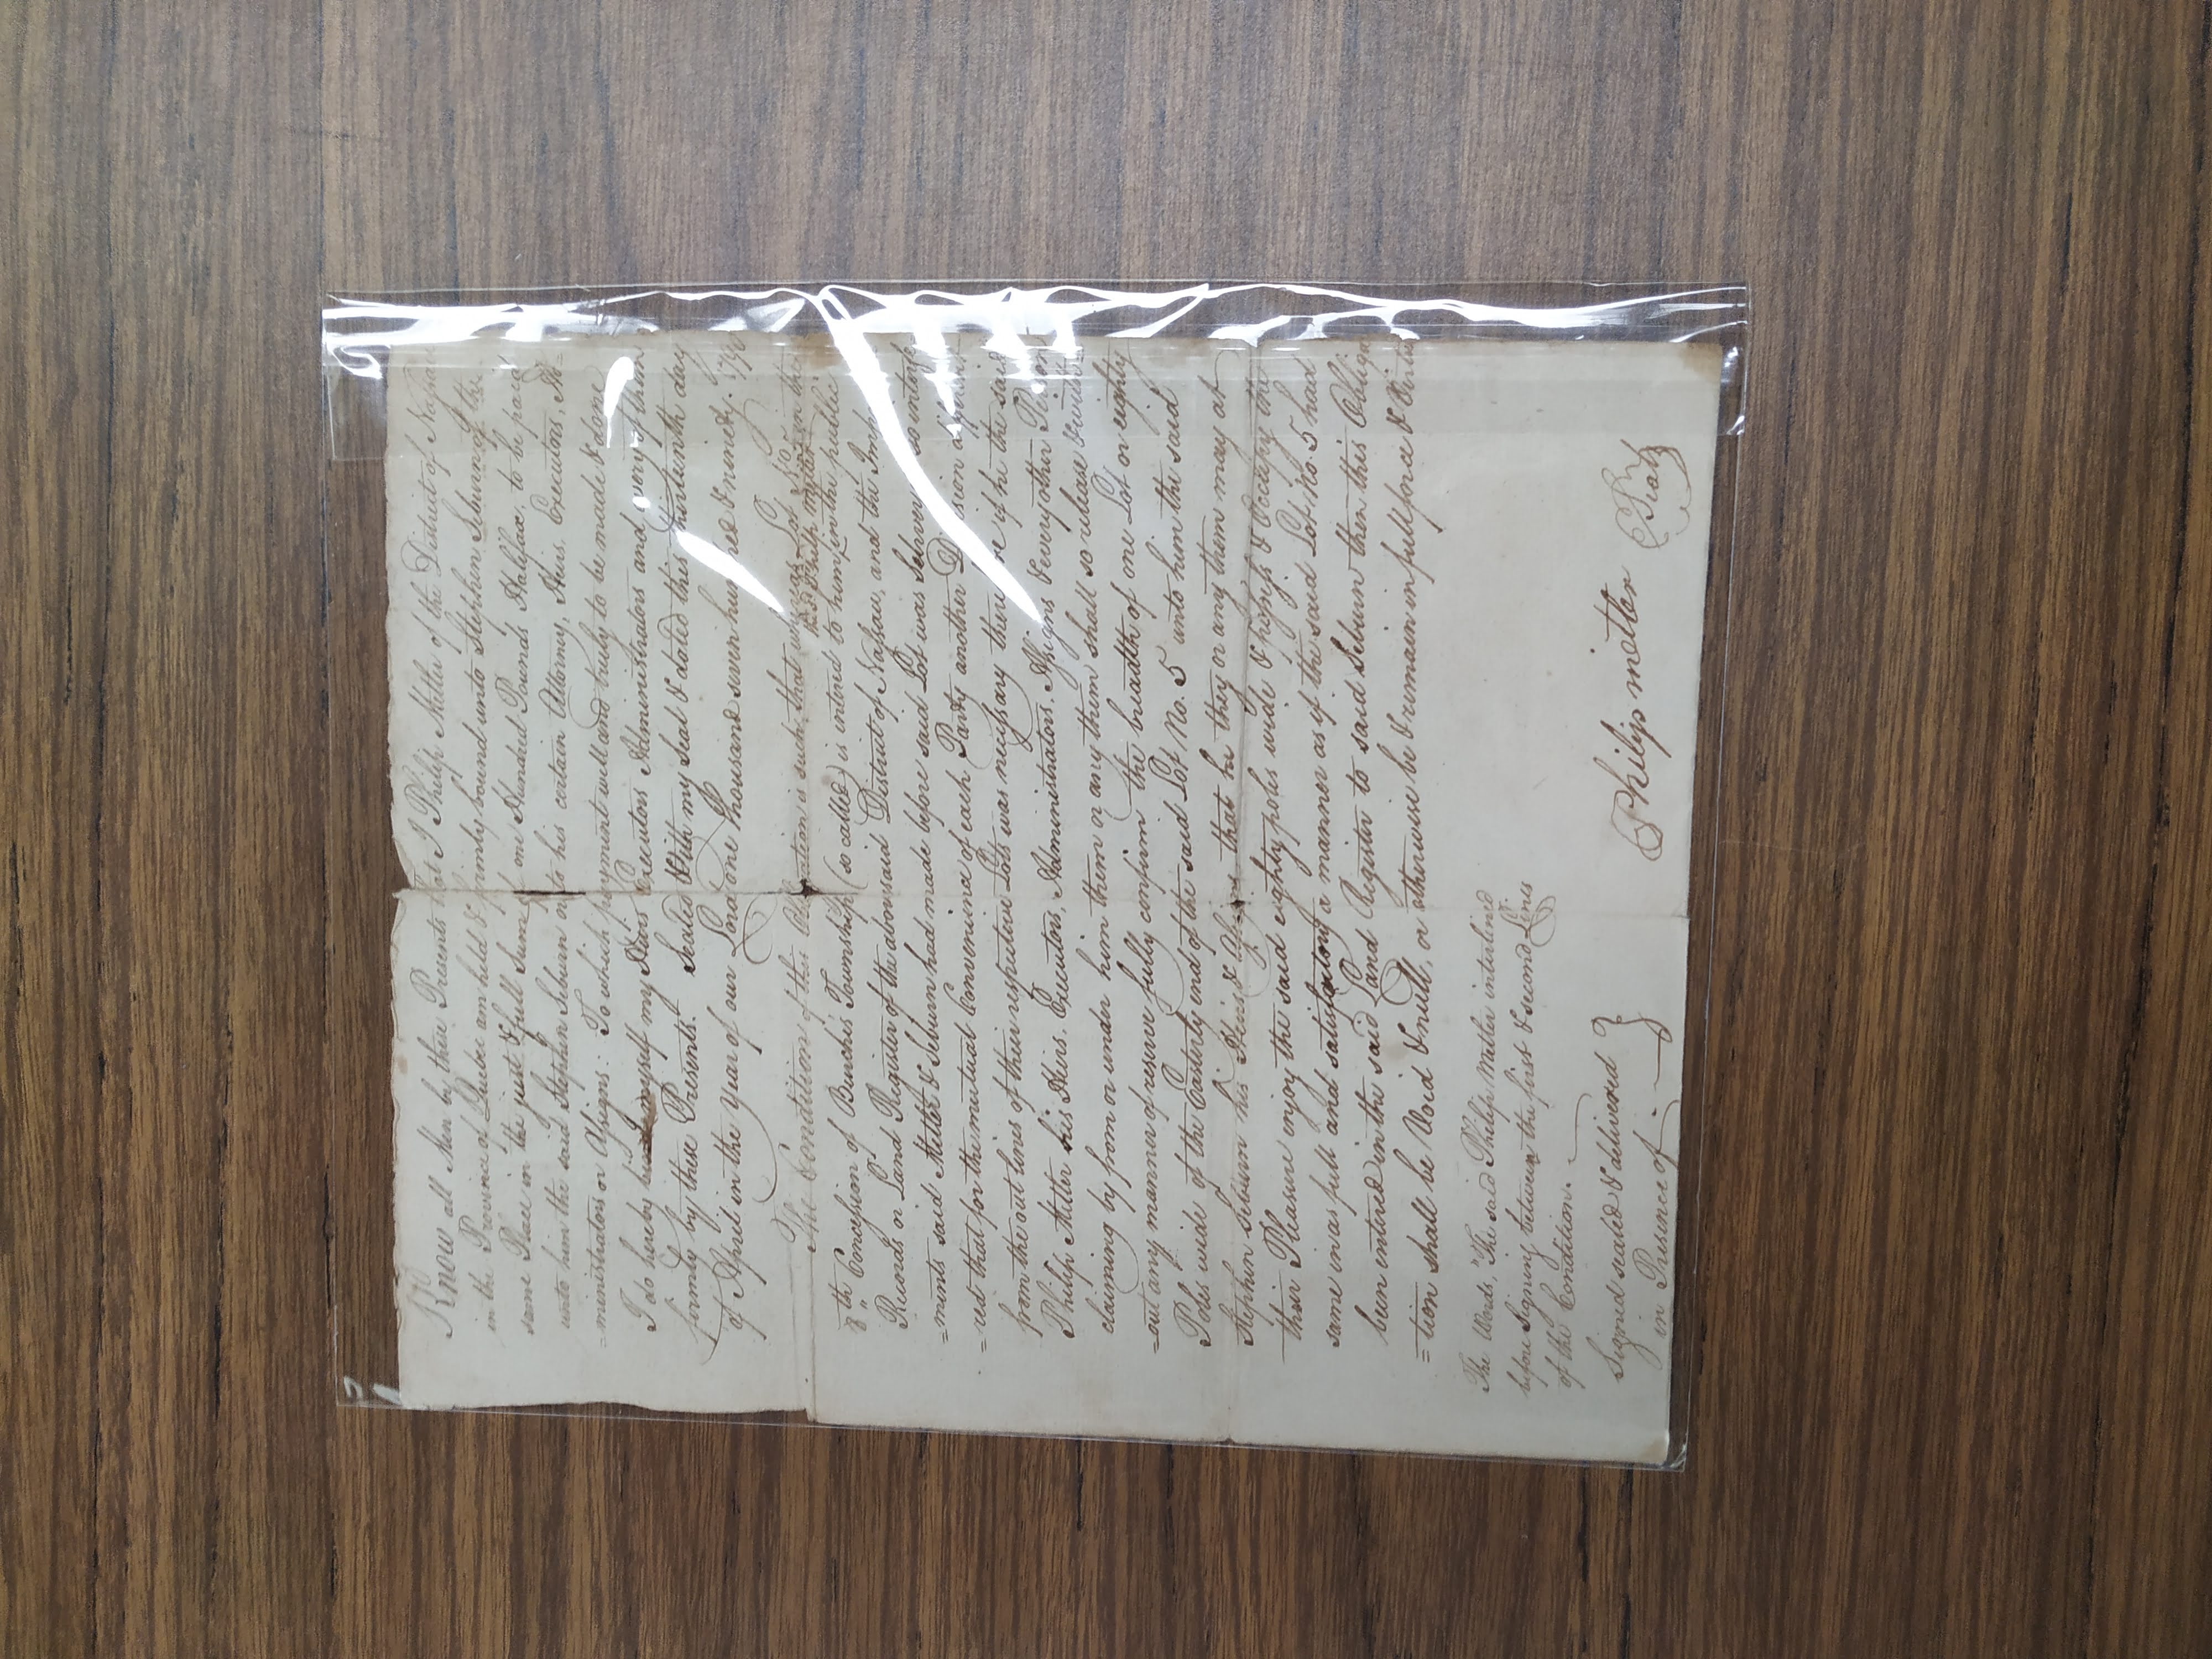 Know all Men by these Presents that I Philip Metler of the District of Nassau
in the Province of Quebec am held & firmly bound unto Stephen Seburn of the
same Place in the just & full Sum of one Hundred Pounds Halifax, to be paid
unto him the said Stephen Seburn or to his certain Attorney, Heirs, Executors, Ad=
=ministrators or Assigns: To which payment well and truly to be made & done
I do hereby bind myself my Heirs Executors Administrators and every of them
firmly by these Presents. Sealed With my Seal & dated this thirteenth day
of April in the Year of our Lord one thousand seven hundred & ninety. 1790
The Condition of this Obligation is such that whereas Lot No. 5 in the
the sd. Philip Metler
8th Concession of Burch's Township (so called) is intered to him in the public
Records or Land Register of the abovesaid District of Nassau, and the Impr
=ments said Metler & Seburn had made before said Lot was Survey so interfe
=red that for the mutual Convenience of each Party another Division different
from the out lines of their respective Lots was necessary therefore if he the said
Philip Metler his Heirs, Executors, Administrators, Assigns & every other Person
claiming by from or under him them or any them shall so release & with=
=out any manner of reserve fully confirm the breadth of one Lot or eighty
Poles wide of the Easterly end of the said Lot No. 5 unto him the said
Stephen Seburn his Heirs & Assigns that he they or any them may at
their Pleasure enjoy the said eighty poles wide & possess & Occupy the
same in as full and satisfactory a manner as if the said Lot No. 5 had
been entered in the said Land Register to said Seburn then this Obliga
=tion shall be Void & null, or otherwise be & remain in full force & Virtue
The Words, "The said Philip Metler interlined
before Signing between the first & second Lines
of the Condition.
Signed sealed & delivered }
in Presence of
Philip metler Seal